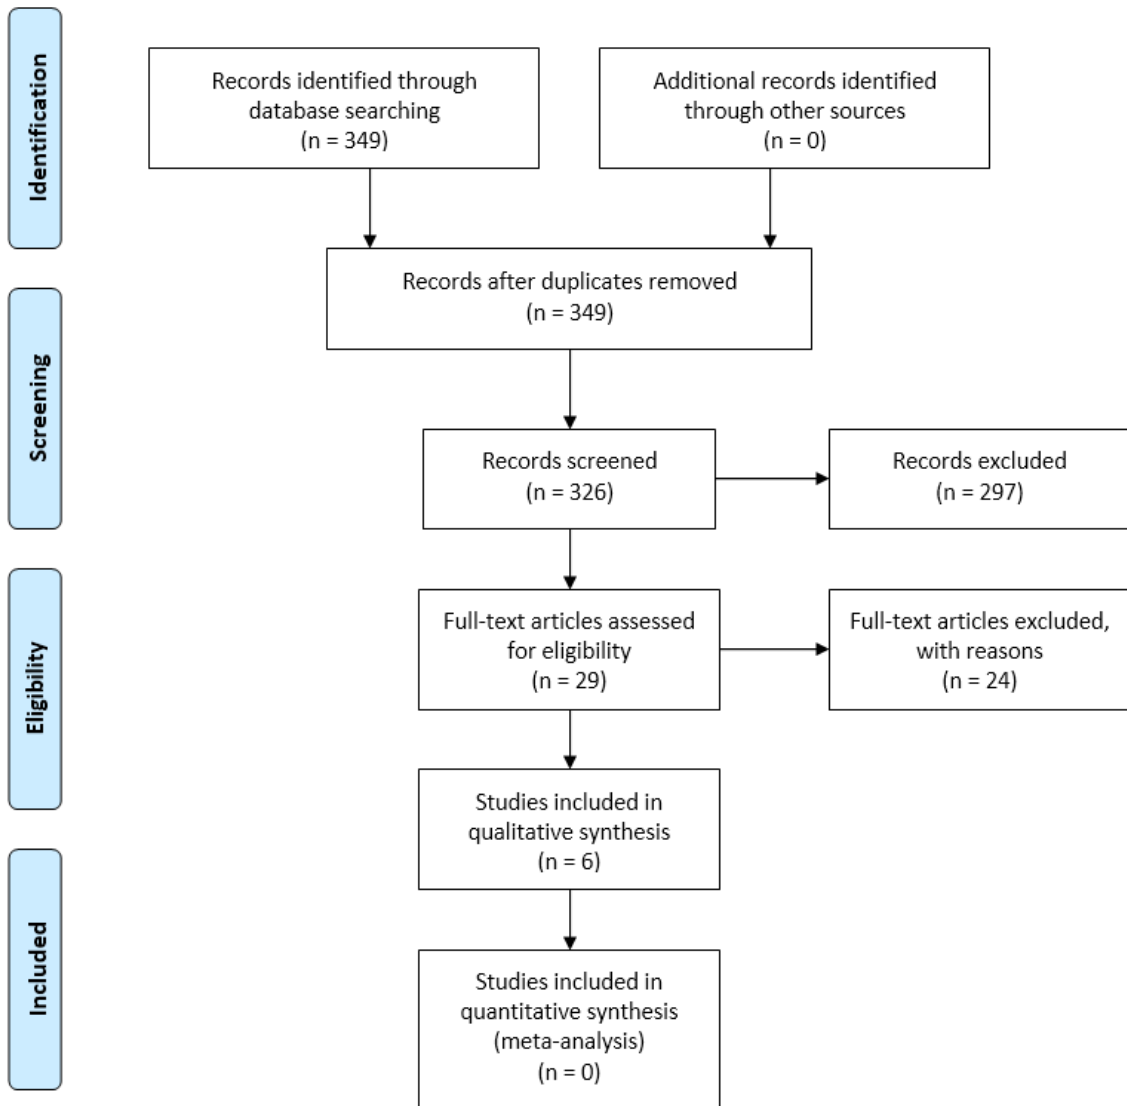 Identification
Records identified through
database searching
(n = 349)
Additional records identified
through other sources
(n = 0)
Records after duplicates removed
(n = 349)
Screening
Records screened
(n = 326)
Records excluded
(n = 297)
Eligibility
Full-text articles assessed
for eligibility
(n = 29)
Full-text articles excluded,
with reasons
(n = 24)
Studies included in
qualitative synthesis
(n = 6)
Included
Studies included in
quantitative synthesis
(meta-analysis)
(n = 0)